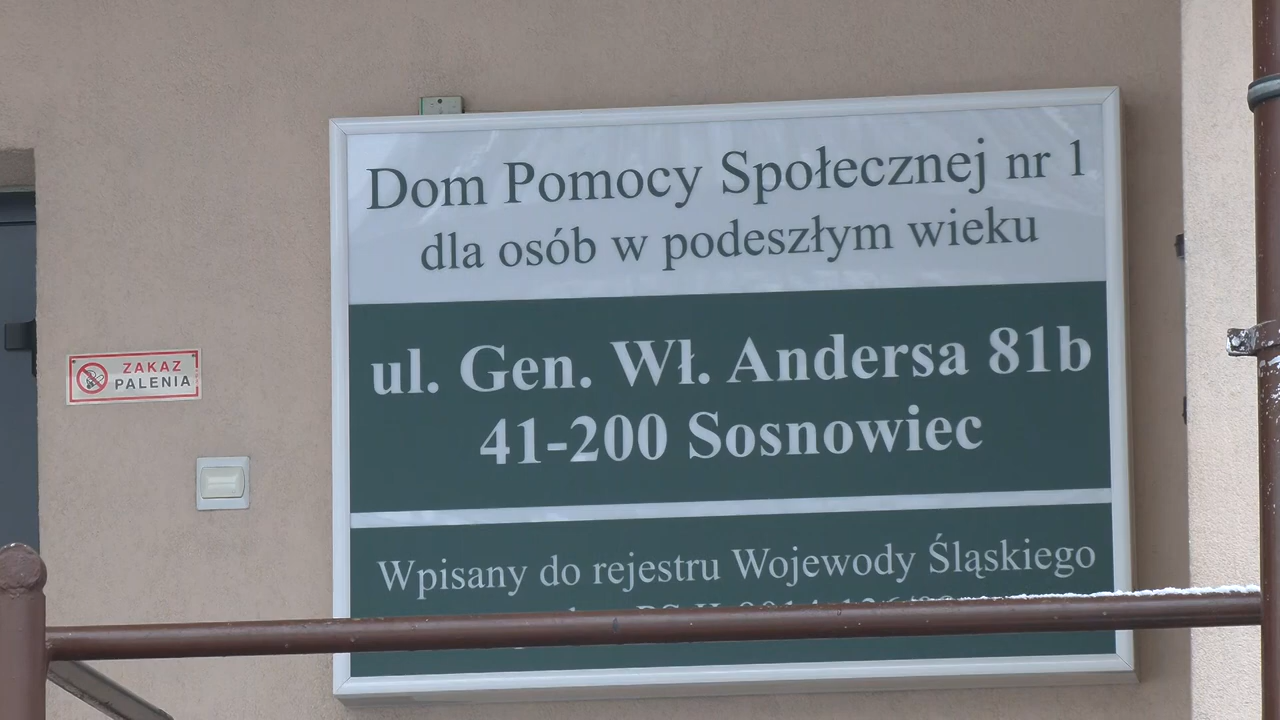 Dom Pomocy Społecznej nr 1
dla osób w podeszłym wieku
ul. Gen. Wł. Andersa 81b
41-200 Sosnowiec
Wpisany do rejestru Wojewody Śląskiego
ZAKAZ
PALENIA